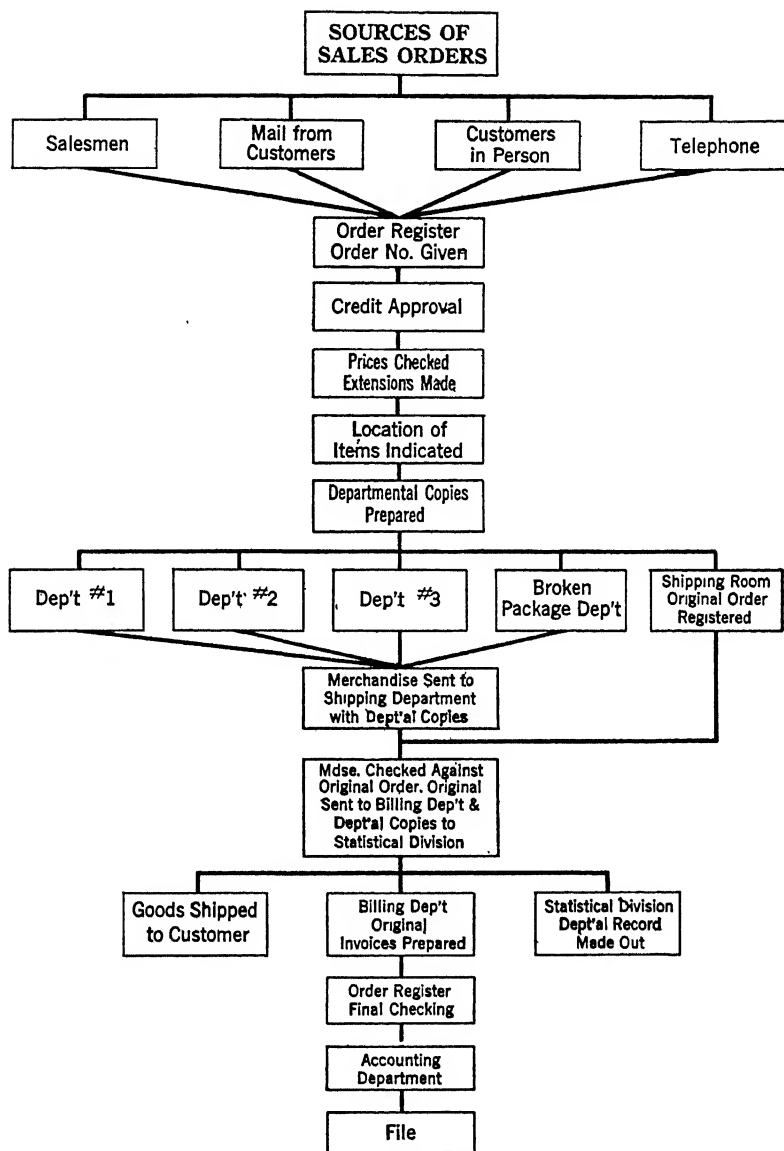 SOURCES OF
SALES ORDERS
Salesmen
Mail from
Customers
Customers
in Person
Telephone
Order Register
Order No. Given
Credit Approval
Prices Checked
Extensions Made
Location of
Items Indicated
Departmental Copies
Prepared
Dep't #1
Dep't #2
Dep't #3
Broken
Package Dep't
Shipping Room
Original Order
Registered
Merchandise Sent to
Shipping Department
with Dept'al Copies
Mdse. Checked Against
Original Order. Original
Sent to Billing Dep't &
Dept'al Copies to
Statistical Division
Goods Shipped
to Customer
Billing Dep't
Original
Invoices Prepared
Statistical Division
Dept'al Record
Made Out
Order Register
Final Checking
Accounting
Department
File